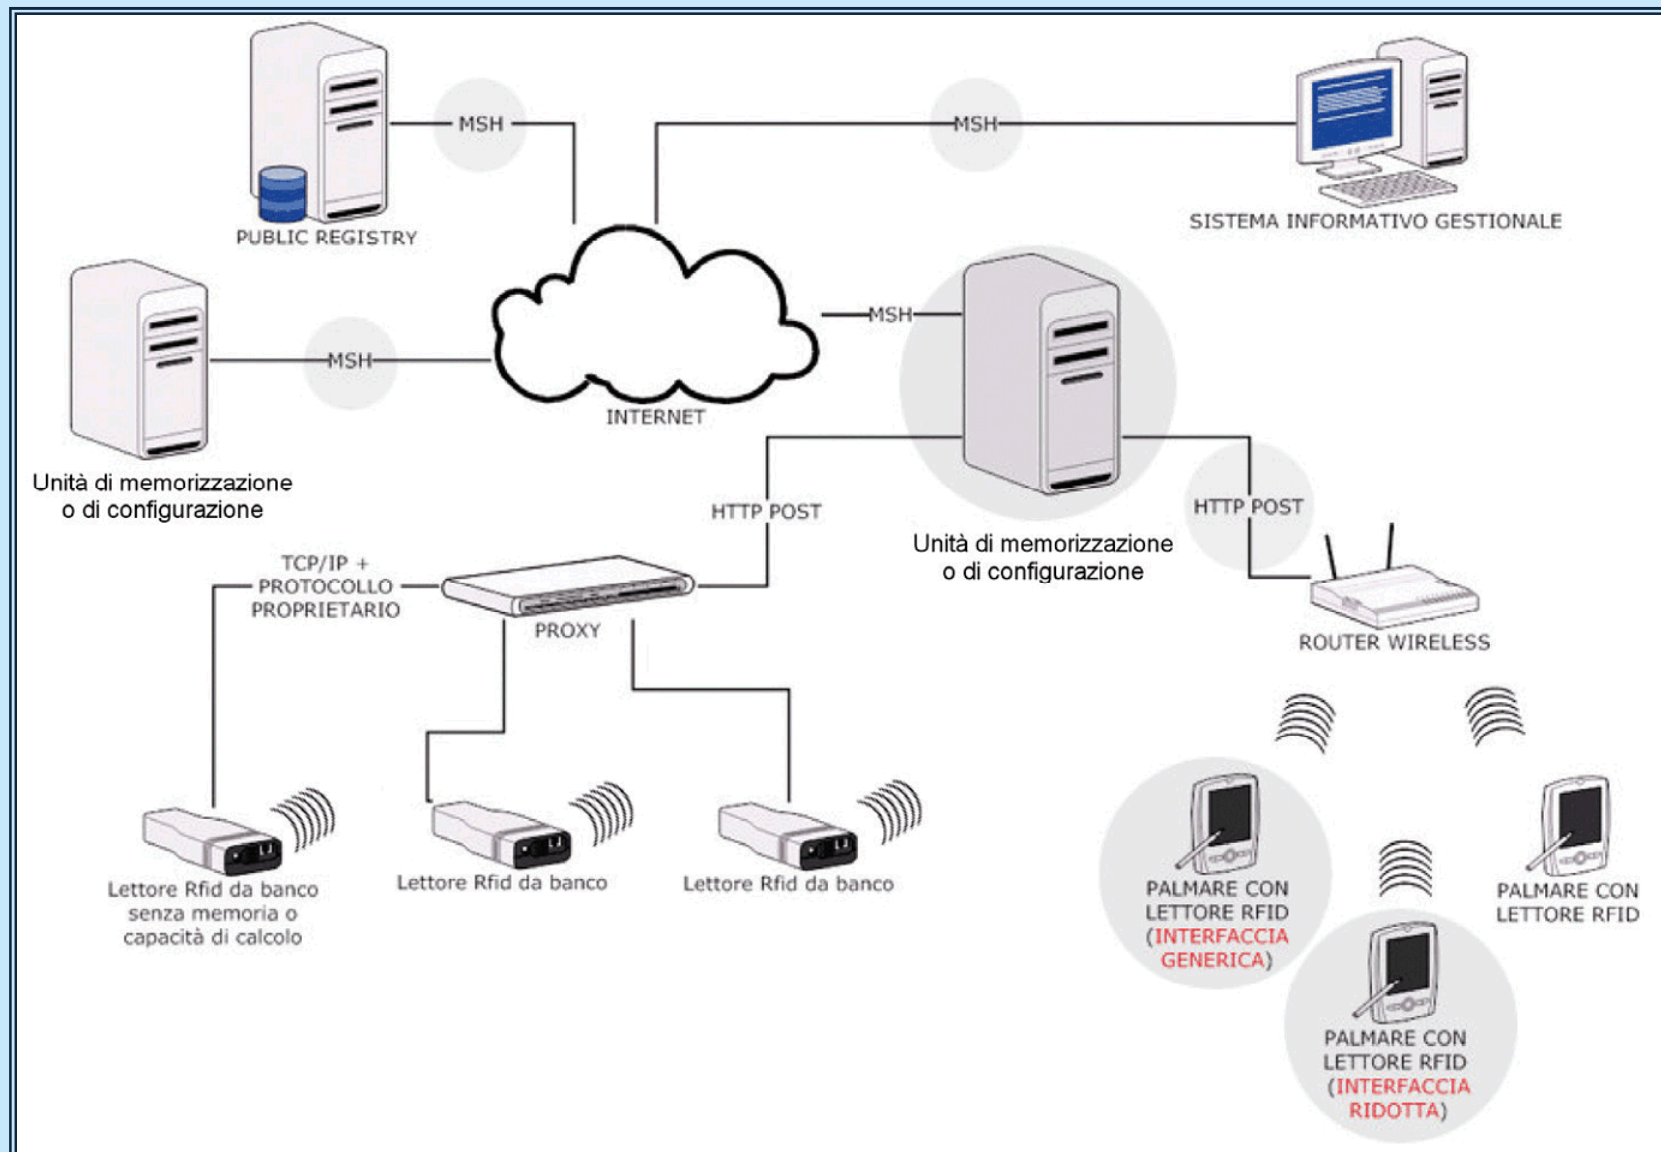 MSH
MSH
PUBLIC REGISTRY
SISTEMA INFORMATIVO GESTIONALE
MSH
MSH
INTERNET
Unità di memorizzazione
o di configurazione
HTTP POST
HTTP POST
Unità di memorizzazione
o di configurazione
TCP/IP +
PROTOCOLLO
PROPRIETARIO
PROXY
ROUTER WIRELESS
Lettore Rfid da banco
senza memoria o
capacità di calcolo
Lettore Rfid da banco
Lettore Rfid da banco
PALMARE CON
LETTORE RFID
(INTERFACCIA
GENERICA)
PALMARE CON
LETTORE RFID
PALMARE CON
LETTORE RFID
(INTERFACCIA
RIDOTTA)